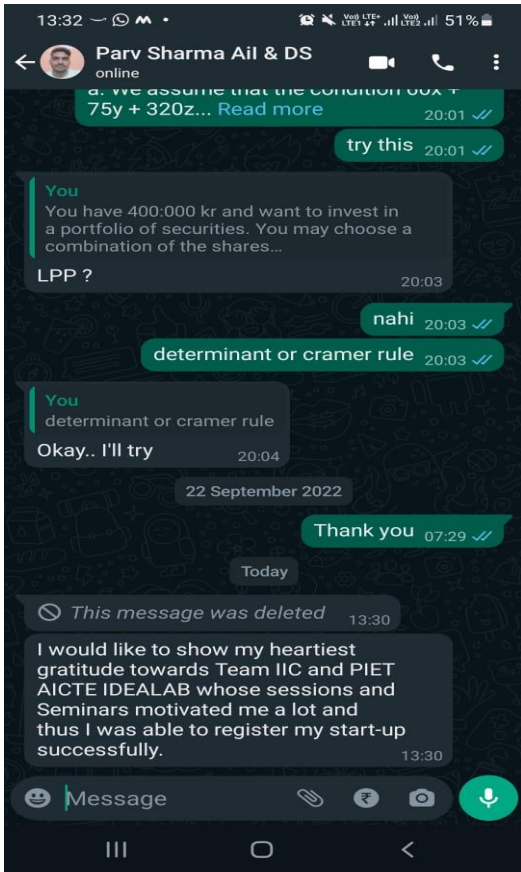 13:32
VoI) LTE+ LTE1 VoI) LTE2 51%
Parv Sharma AiI & DS
online
a. We assume that the condition 60x +
75y + 320z... Read more
20:01
try this 20:01
You
You have 400:000 kr and want to invest in
a portfolio of securities. You may choose a
combination of the shares...
LPP ?
20:03
nahi 20:03
determinant or cramer rule 20:03
You
determinant or cramer rule
Okay.. I'll try 20:04
22 September 2022
Thank you 07:29
Today
This message was deleted 13:30
I would like to show my heartiest
gratitude towards Team IIC and PIET
AICTE IDEALAB whose sessions and
Seminars motivated me a lot and
thus I was able to register my start-up
successfully.
13:30
Message